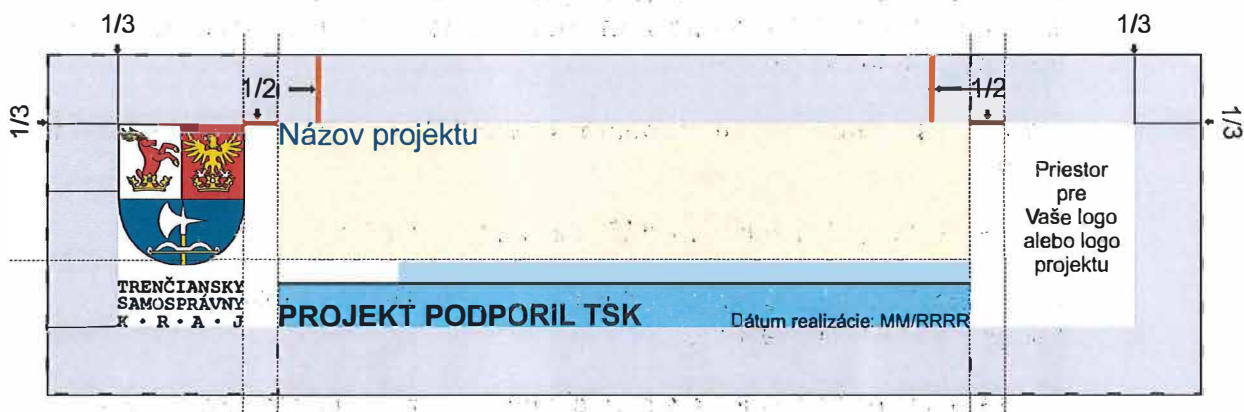 1/3
1/3
1/2
1/2
1/3
1/3
Názov projektu
Priestor
pre
Vaše logo
alebo logo
projektu
TRENČIANSKY
SAMOSPRÁVNY
K · R · A · J
PROJEKT PODPORIL TSK
Dátum realizácie: MM/RRRR